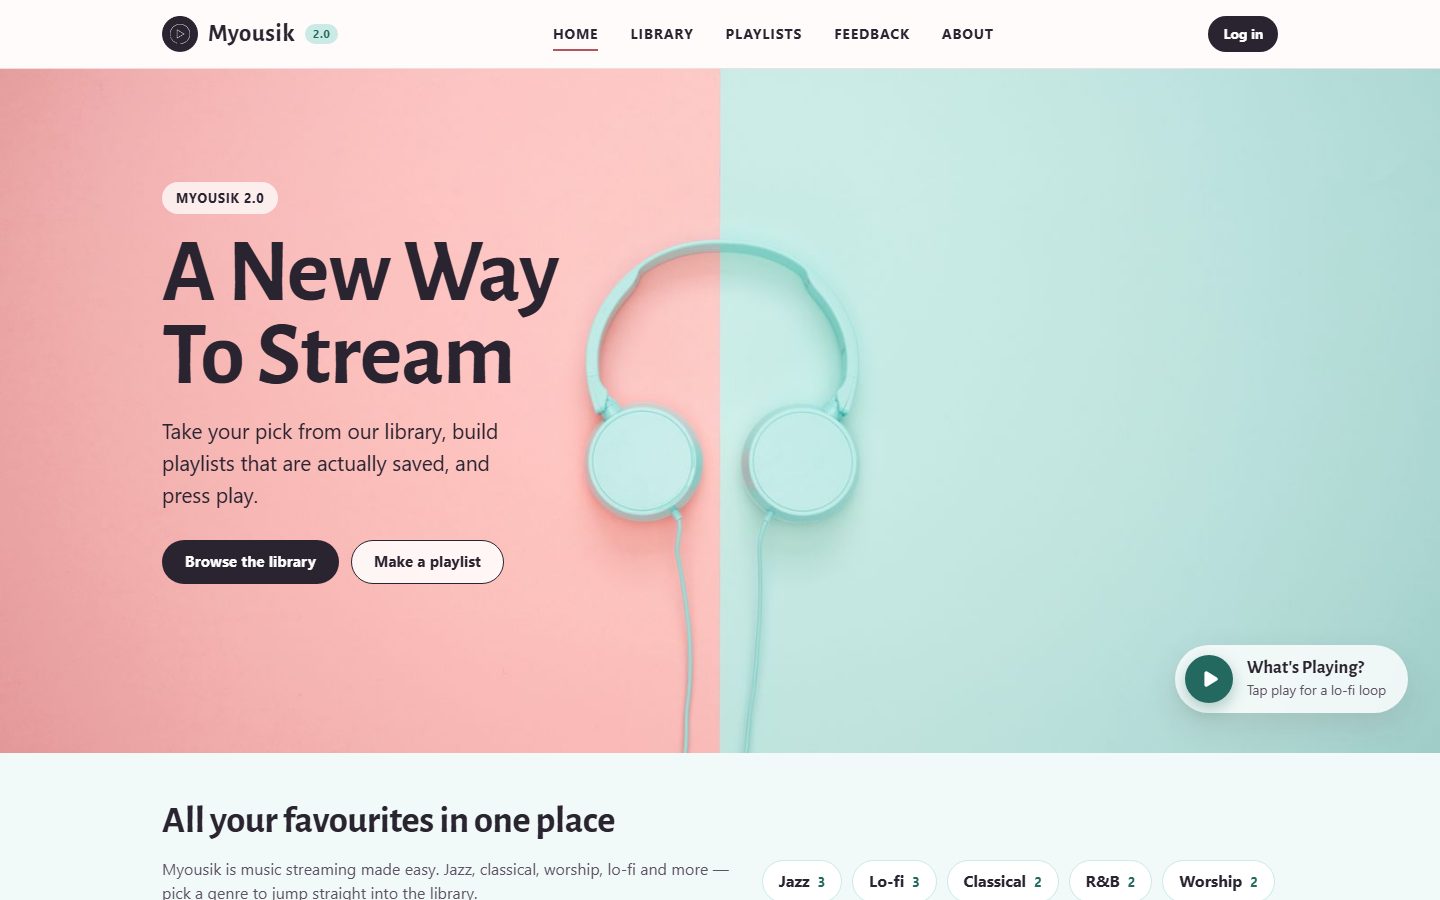 Myousik 2.0
HOME LIBRARY PLAYLISTS FEEDBACK ABOUT
Log in
MYOUSIK 2.0
A New Way
To Stream
Take your pick from our library, build
playlists that are actually saved, and
press play.
Browse the library
Make a playlist
What's Playing?
Tap play for a lo-fi loop
All your favourites in one place
Myousik is music streaming made easy. Jazz, classical, worship, lo-fi and more —
pick a genre to jump straight into the library.
Jazz 3
Lo-fi 3
Classical 2
R&B 2
Worship 2